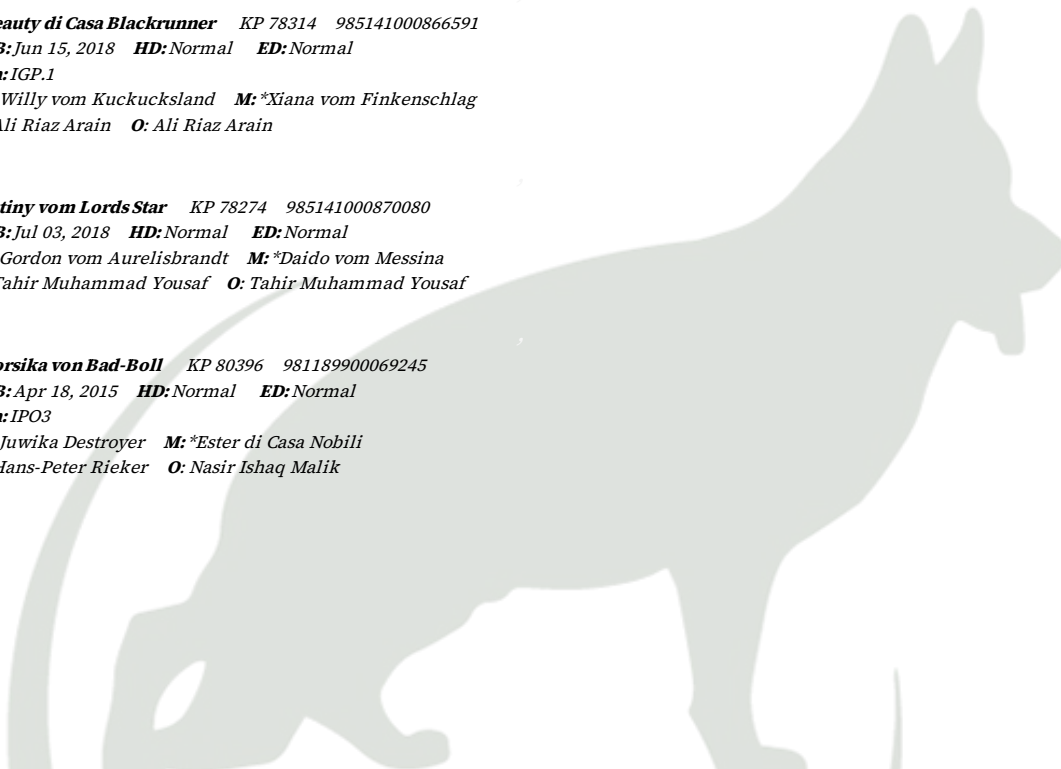 eauty di Casa Blackrunner KP 78314 985141000866591
B: Jun 15, 2018 HD: Normal ED: Normal
: IGP.1
Willy vom Kuckucksland M: *Xiana vom Finkenschlag
Ali Riaz Arain O: Ali Riaz Arain
tiny vom Lords Star KP 78274 985141000870080
B: Jul 03, 2018 HD: Normal ED: Normal
Gordon vom Aurelisbrandt M: *Daido vom Messina
Tahir Muhammad Yousaf O: Tahir Muhammad Yousaf
orsika von Bad-Boll KP 80396 981189900069245
B: Apr 18, 2015 HD: Normal ED: Normal
: IPO3
Juwika Destroyer M: *Ester di Casa Nobili
Hans-Peter Rieker O: Nasir Ishaq Malik